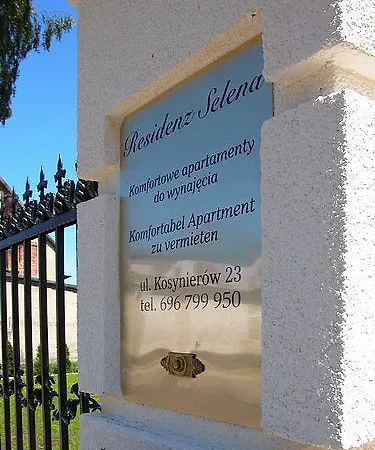 Residenz Selena
Komfortowe apartamenty
do wynajęcia
Komfortabel Apartment
zu vermieten
ul. Kosynierów 23
tel. 696 799 950